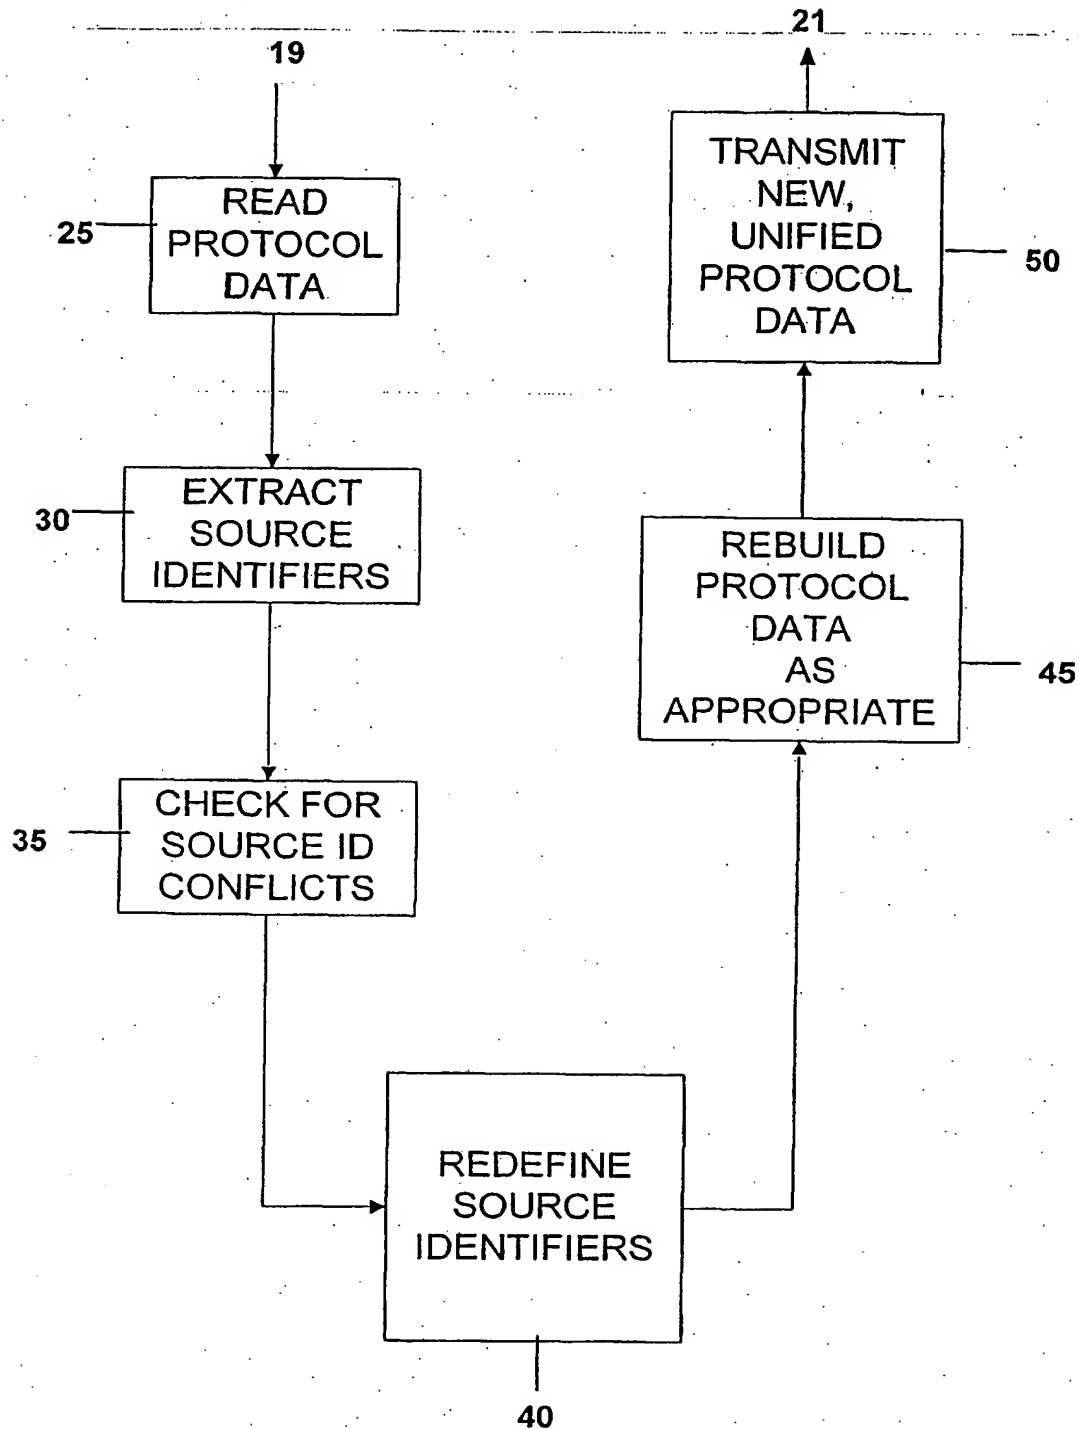 19
25
READ
PROTOCOL
DATA
30
EXTRACT
SOURCE
IDENTIFIERS
35
CHECK FOR
SOURCE ID
CONFLICTS
REDEFINE
SOURCE
IDENTIFIERS
40
REBUILD
PROTOCOL
DATA
AS
APPROPRIATE
45
TRANSMIT
NEW,
UNIFIED
PROTOCOL
DATA
50
21